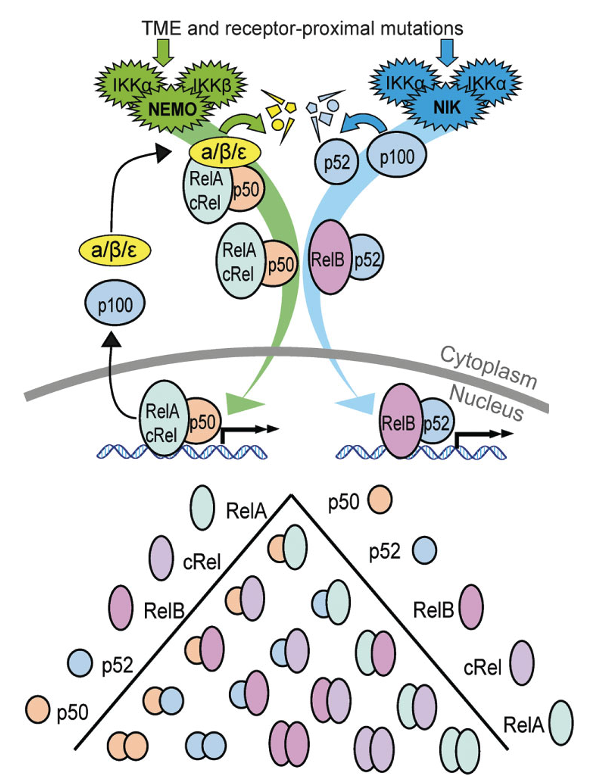 TME and receptor-proximal mutations
IKKα IKKβ
NEMO
IKKα IKKα
NIK
a/β/ε
RelA
cRel
p50
p52
p100
RelA
cRel
p50
RelB
p52
a/β/ε
p100
Cytoplasm
Nucleus
RelA
cRel
p50
RelB
p52
RelA
cRel
RelB
p52
p50
p50
p52
RelB
cRel
RelA